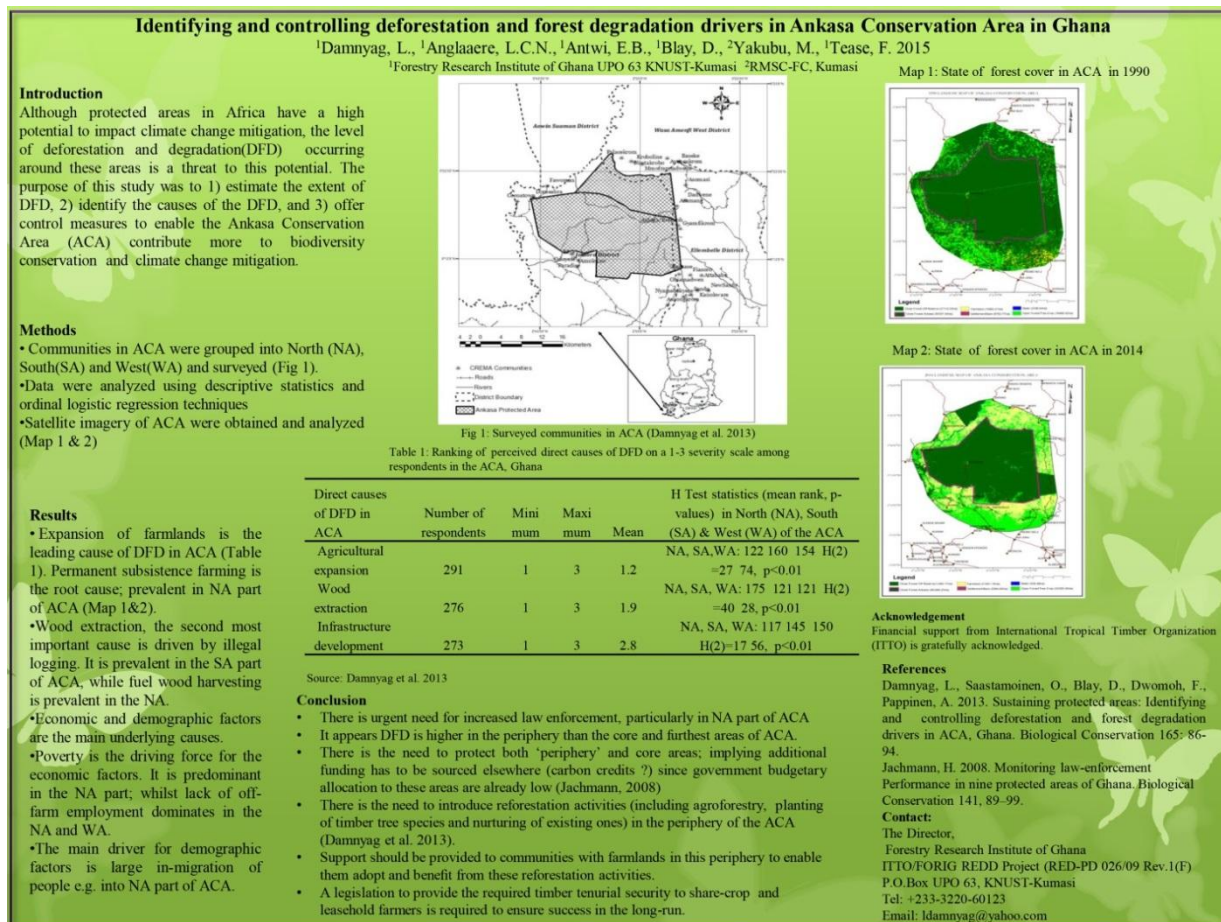 Identifying and controlling deforestation and forest degradation drivers in Ankasa Conservation Area in Ghana
¹Damnyag, L., ¹Anglaaere, L.C.N., ¹Antwi, E.B., ¹Blay, D., ²Yakubu, M., ¹Tease, F. 2015
¹Forestry Research Institute of Ghana UPO 63 KNUST-Kumasi ²RMSC-FC, Kumasi
Introduction
Although protected areas in Africa have a high
potential to impact climate change mitigation, the level
of deforestation and degradation(DFD) occurring
around these areas is a threat to this potential. The
purpose of this study was to 1) estimate the extent of
DFD, 2) identify the causes of the DFD, and 3) offer
control measures to enable the Ankasa Conservation
Area (ACA) contribute more to biodiversity
conservation and climate change mitigation.
Methods
• Communities in ACA were grouped into North (NA),
South(SA) and West(WA) and surveyed (Fig 1).
•Data were analyzed using descriptive statistics and
ordinal logistic regression techniques
•Satellite imagery of ACA were obtained and analyzed
(Map 1 & 2)
Results
• Expansion of farmlands is the
leading cause of DFD in ACA (Table
1). Permanent subsistence farming is
the root cause; prevalent in NA part
of ACA (Map 1&2).
•Wood extraction, the second most
important cause is driven by illegal
logging. It is prevalent in the SA part
of ACA, while fuel wood harvesting
is prevalent in the NA.
•Economic and demographic factors
are the main underlying causes.
•Poverty is the driving force for the
economic factors. It is predominant
in the NA part; whilst lack of off-
farm employment dominates in the
NA and WA.
•The main driver for demographic
factors is large in-migration of
people e.g. into NA part of ACA.
Aowin Suaman District
Wasa Amenfi West District
Ellembelle District
Kilometers
CREMA Communities
Roads
Rivers
District Boundary
Ankasa Protected Area
Ghana
Fig 1: Surveyed communities in ACA (Damnyag et al. 2013)
Table 1: Ranking of perceived direct causes of DFD on a 1-3 severity scale among
respondents in the ACA, Ghana
Direct causes H Test statistics (mean rank, p-
of DFD in Number of Mini Maxi values) in North (NA), South
ACA respondents mum mum Mean (SA) & West (WA) of the ACA
Agricultural NA, SA,WA: 122 160 154 H(2)
expansion 291 1 3 1.2 =27 74, p<0.01
Wood NA, SA, WA: 175 121 121 H(2)
extraction 276 1 3 1.9 =40 28, p<0.01
Infrastructure NA, SA, WA: 117 145 150
development 273 1 3 2.8 H(2)=17 56, p<0.01
Source: Damnyag et al. 2013
Conclusion
• There is urgent need for increased law enforcement, particularly in NA part of ACA
• It appears DFD is higher in the periphery than the core and furthest areas of ACA.
• There is the need to protect both ‘periphery’ and core areas; implying additional
funding has to be sourced elsewhere (carbon credits ?) since government budgetary
allocation to these areas are already low (Jachmann, 2008)
• There is the need to introduce reforestation activities (including agroforestry, planting
of timber tree species and nurturing of existing ones) in the periphery of the ACA
(Damnyag et al. 2013).
• Support should be provided to communities with farmlands in this periphery to enable
them adopt and benefit from these reforestation activities.
• A legislation to provide the required timber tenurial security to share-crop and
leasehold farmers is required to ensure success in the long-run.
Map 1: State of forest cover in ACA in 1990
Legend
Map 2: State of forest cover in ACA in 2014
Legend
Acknowledgement
Financial support from International Tropical Timber Organization
(ITTO) is gratefully acknowledged.
References
Damnyag, L., Saastamoinen, O., Blay, D., Dwomoh, F.,
Pappinen, A. 2013. Sustaining protected areas: Identifying
and controlling deforestation and forest degradation
drivers in ACA, Ghana. Biological Conservation 165: 86-
94.
Jachmann, H. 2008. Monitoring law-enforcement
Performance in nine protected areas of Ghana. Biological
Conservation 141, 89–99.
Contact:
The Director,
Forestry Research Institute of Ghana
ITTO/FORIG REDD Project (RED-PD 026/09 Rev.1(F)
P.O.Box UPO 63, KNUST-Kumasi
Tel: +233-3220-60123
Email: ldamnyag@yahoo.com